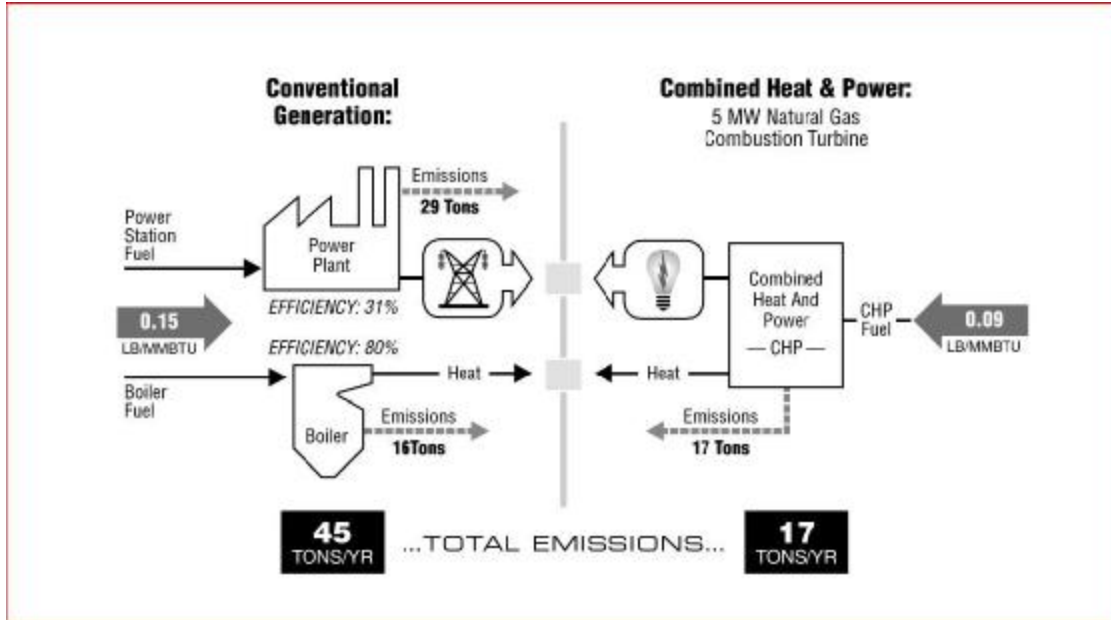 Conventional
Generation:
Combined Heat & Power:
5 MW Natural Gas
Combustion Turbine
Emissions
29 Tons
Power
Station
Fuel
Power
Plant
EFFICIENCY: 31%
0.15
LB/MMBTU
EFFICIENCY: 80%
Boiler
Fuel
Boiler
Heat
Emissions
16Tons
Heat
Combined
Heat And
Power
— CHP —
CHP
Fuel
0.09
LB/MMBTU
Emissions
17 Tons
45
TONS/YR
...TOTAL EMISSIONS...
17
TONS/YR